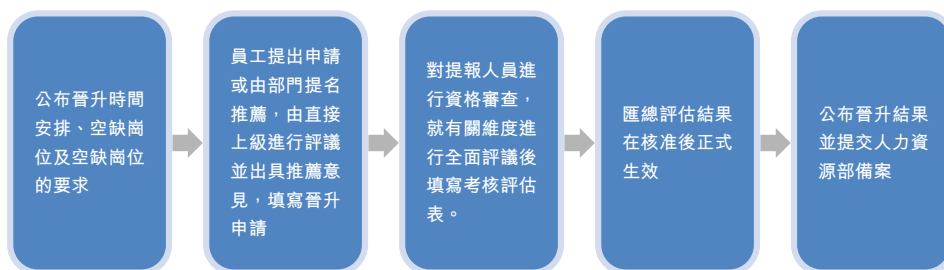 公布晉升時間
安排、空缺崗
位及空缺崗位
的要求
員工提出申請
或由部門提名
推薦，由直接
上級進行評議
並出具推薦意
見，填寫晉升
申請
對提報人員進
行資格審查，
就有關維度進
行全面評議後
填寫考核評估
表。
匯總評估結果
在核准後正式
生效
公布晉升結果
並提交人力資
源部備案